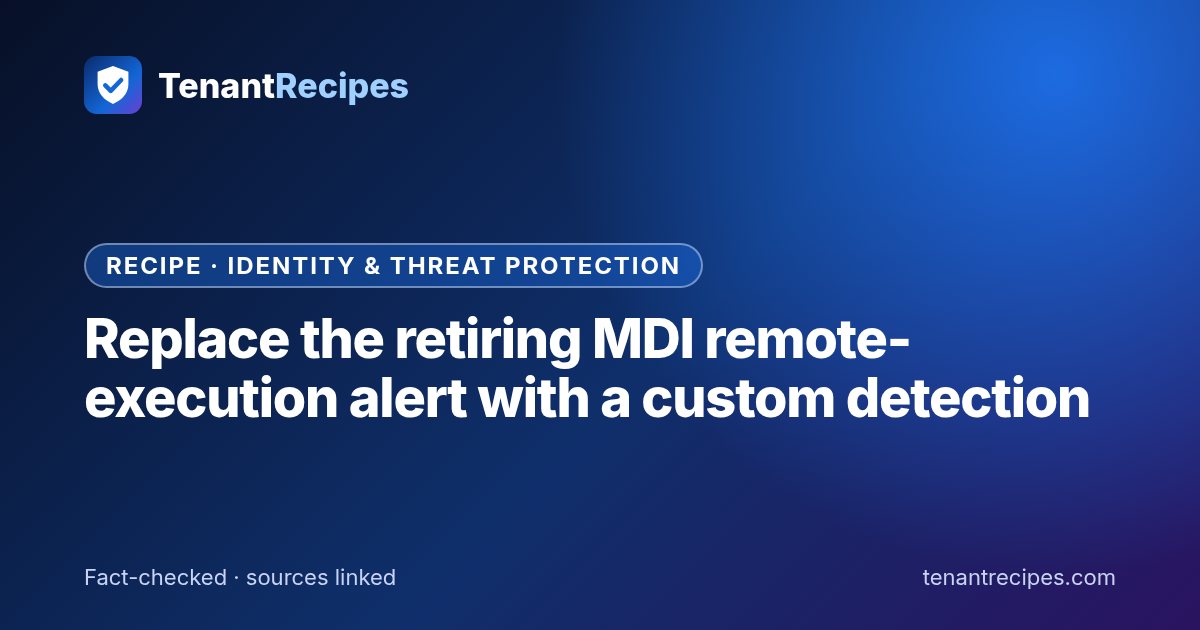 TenantRecipes
RECIPE · IDENTITY & THREAT PROTECTION
Replace the retiring MDI remote-
execution alert with a custom detection
Fact-checked · sources linked
tenantrecipes.com